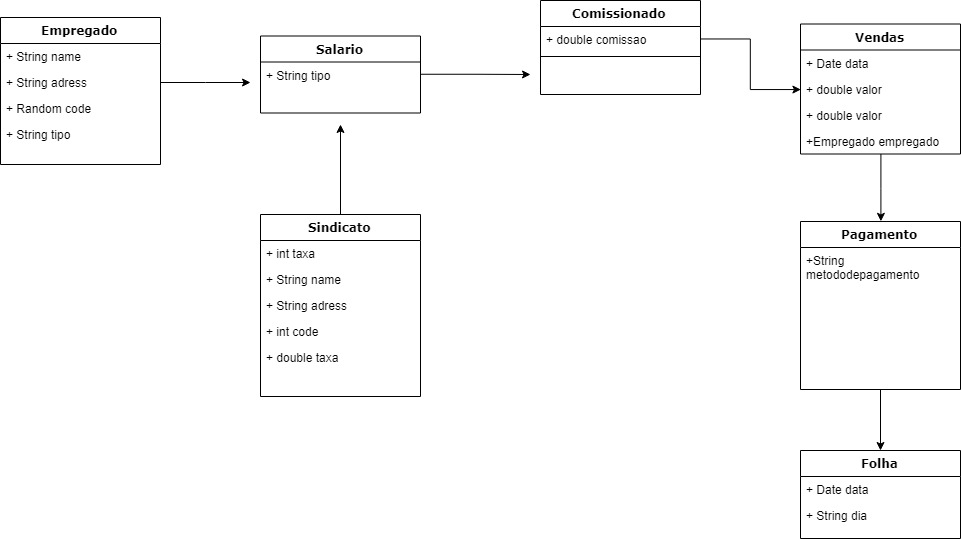 Empregado
+ String name
+ String adress
+ Random code
+ String tipo
Salario
+ String tipo
Comissionado
+ double comissao
Vendas
+ Date data
+ double valor
+ double valor
+Empregado empregado
Sindicato
+ int taxa
+ String name
+ String adress
+ int code
+ double taxa
Pagamento
+String
metododepagamento
Folha
+ Date data
+ String dia